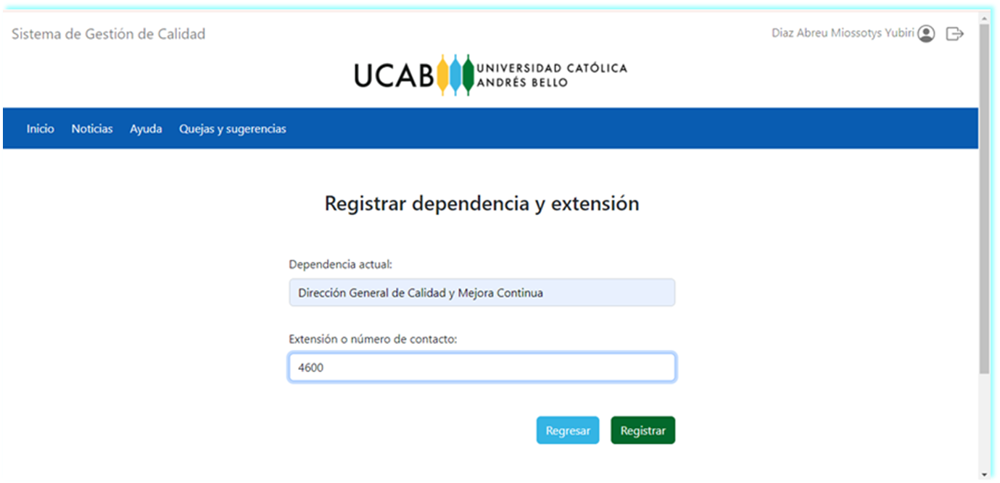 Sistema de Gestión de Calidad
Diaz Abreu Miossotys Yubiri
UCAB UNIVERSIDAD CATÓLICA
ANDRÉS BELLO
Inicio Noticias Ayuda Quejas y sugerencias
Registrar dependencia y extensión
Dependencia actual:
Dirección General de Calidad y Mejora Continua
Extensión o número de contacto:
4600
Regresar Registrar